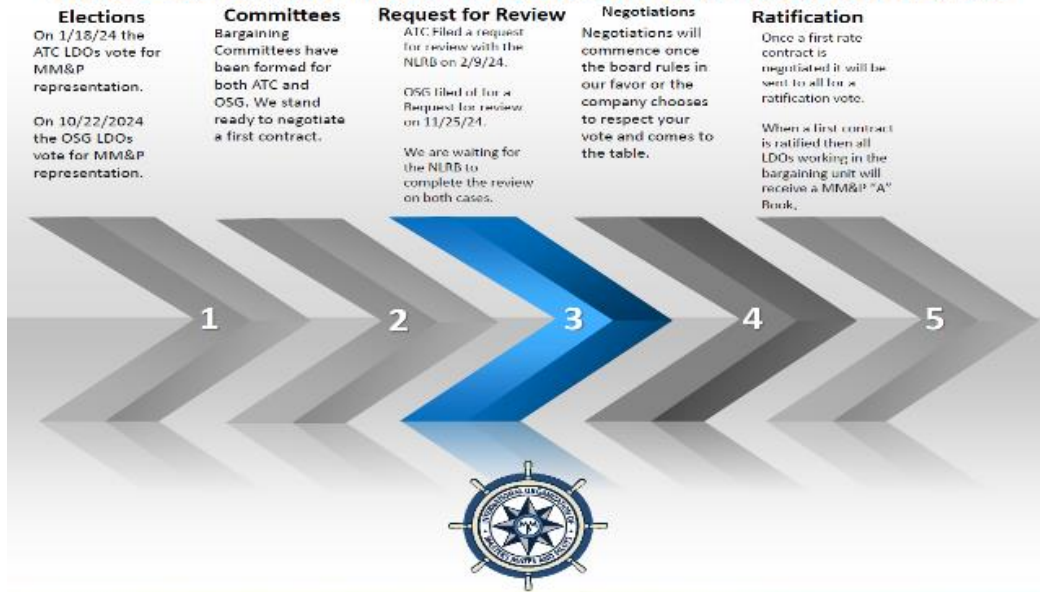 Elections
On 1/18/24 the
ATC LDOs vote for
MM&P
representation.
On 10/22/2024
the OSG LDOs
vote for MM&P
representation.
Committees
Bargaining
Committees have
been formed for
both ATC and
OSG. We stand
ready to negotiate
a first contract.
Request for Review
ATC Filed a request
for review with the
NLRB on 2/9/24.
OSG filed of for a
Request for review
on 11/25/24.
We are waiting for
the NLRB to
complete the review
on both cases.
Negotiations
Negotiations will
commence once
the board rules in
our favor or the
company chooses
to respect your
vote and comes to
the table.
Ratification
Once a first rate
contract is
negotiated it will be
sent to all for a
ratification vote.
When a first contract
is ratified then all
LDOs working in the
bargaining unit will
receive a MM&P "A"
Book.
1
2
3
4
5
INTERNATIONAL ORGANIZATION OF
MASTERS, MATES AND PILOTS